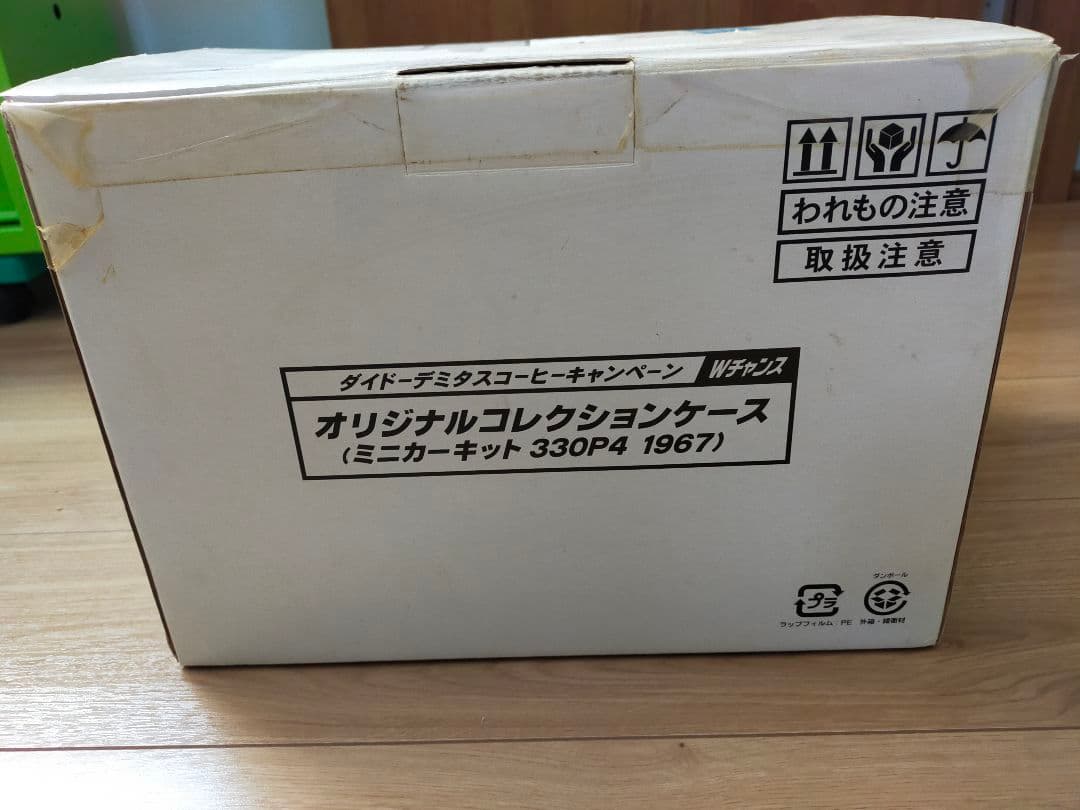 われもの注意
取扱注意
ダイドーデミタスコーヒーキャンペーン Wチャンス
オリジナルコレクションケース
(ミニカーキット 330P4 1967)
ダンボール
プラ
ラップフィルム:PE 外箱・緩衝材